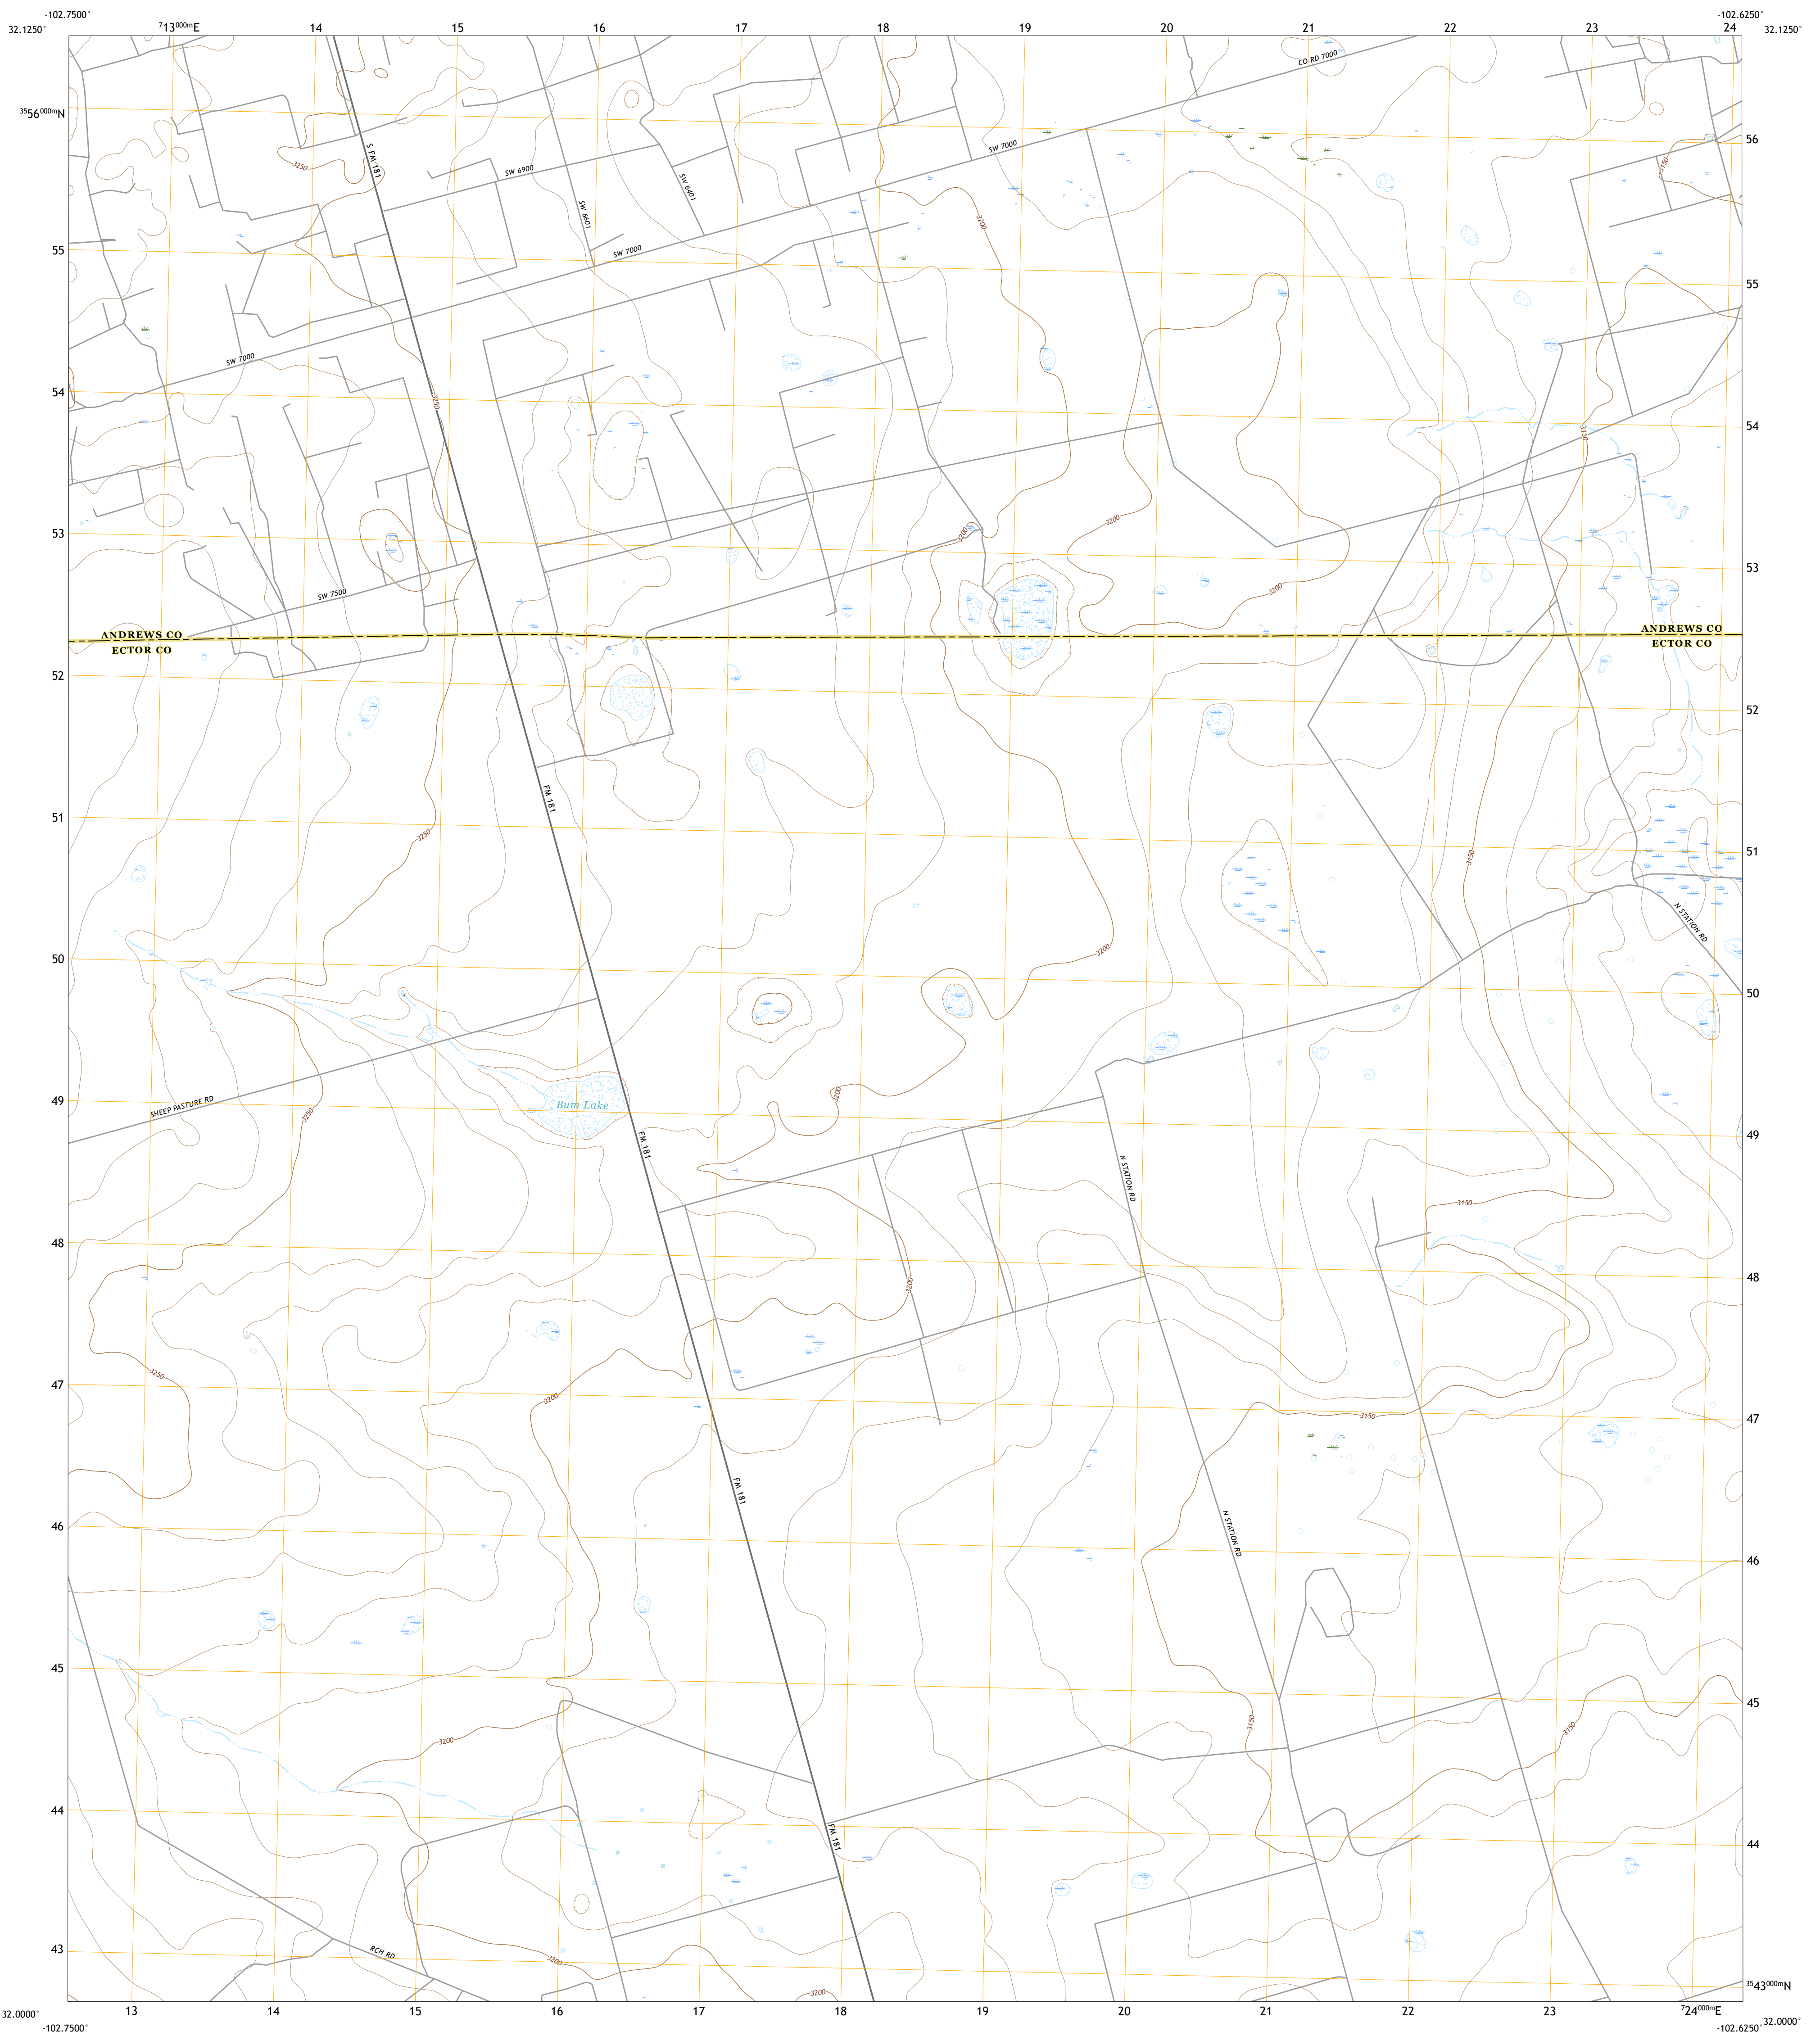 -102.7500°
-102.6250°
32.1250°
⁷13⁰⁰⁰ᵐE 14 15 16 17 18 19 20 21 22 23 24
32.1250°
CO RD 7000
³⁵56⁰⁰⁰ᵐN
56
S FM 181
SW 7000
3250
3150
SW 6900
SW 6401
SW 6601
3200
55
SW 7000
55
SW 7000
54
3250
54
3150
53
3200
3200
53
SW 7500
3200
ANDREWS CO
ANDREWS CO
ECTOR CO
ECTOR CO
52
52
FM 181
51
3250
3150
51
N STATION RD
50
3200
50
SHEEP PASTURE RD
49
3250
Bum Lake
3200
FM 181
49
N STATION RD
3150
48
3200
48
47
3250
3200
3150
47
FM 181
46
N STATION RD
46
45
45
3200
3150
3150
44
FM 181
44
43
RCH RD
3200
3200
³⁵43⁰⁰⁰ᵐN
32.0000°
13 14 15 16 17 18 19 20 21 22 23 ⁷24⁰⁰⁰ᵐE
32.0000°
-102.7500°
-102.6250°